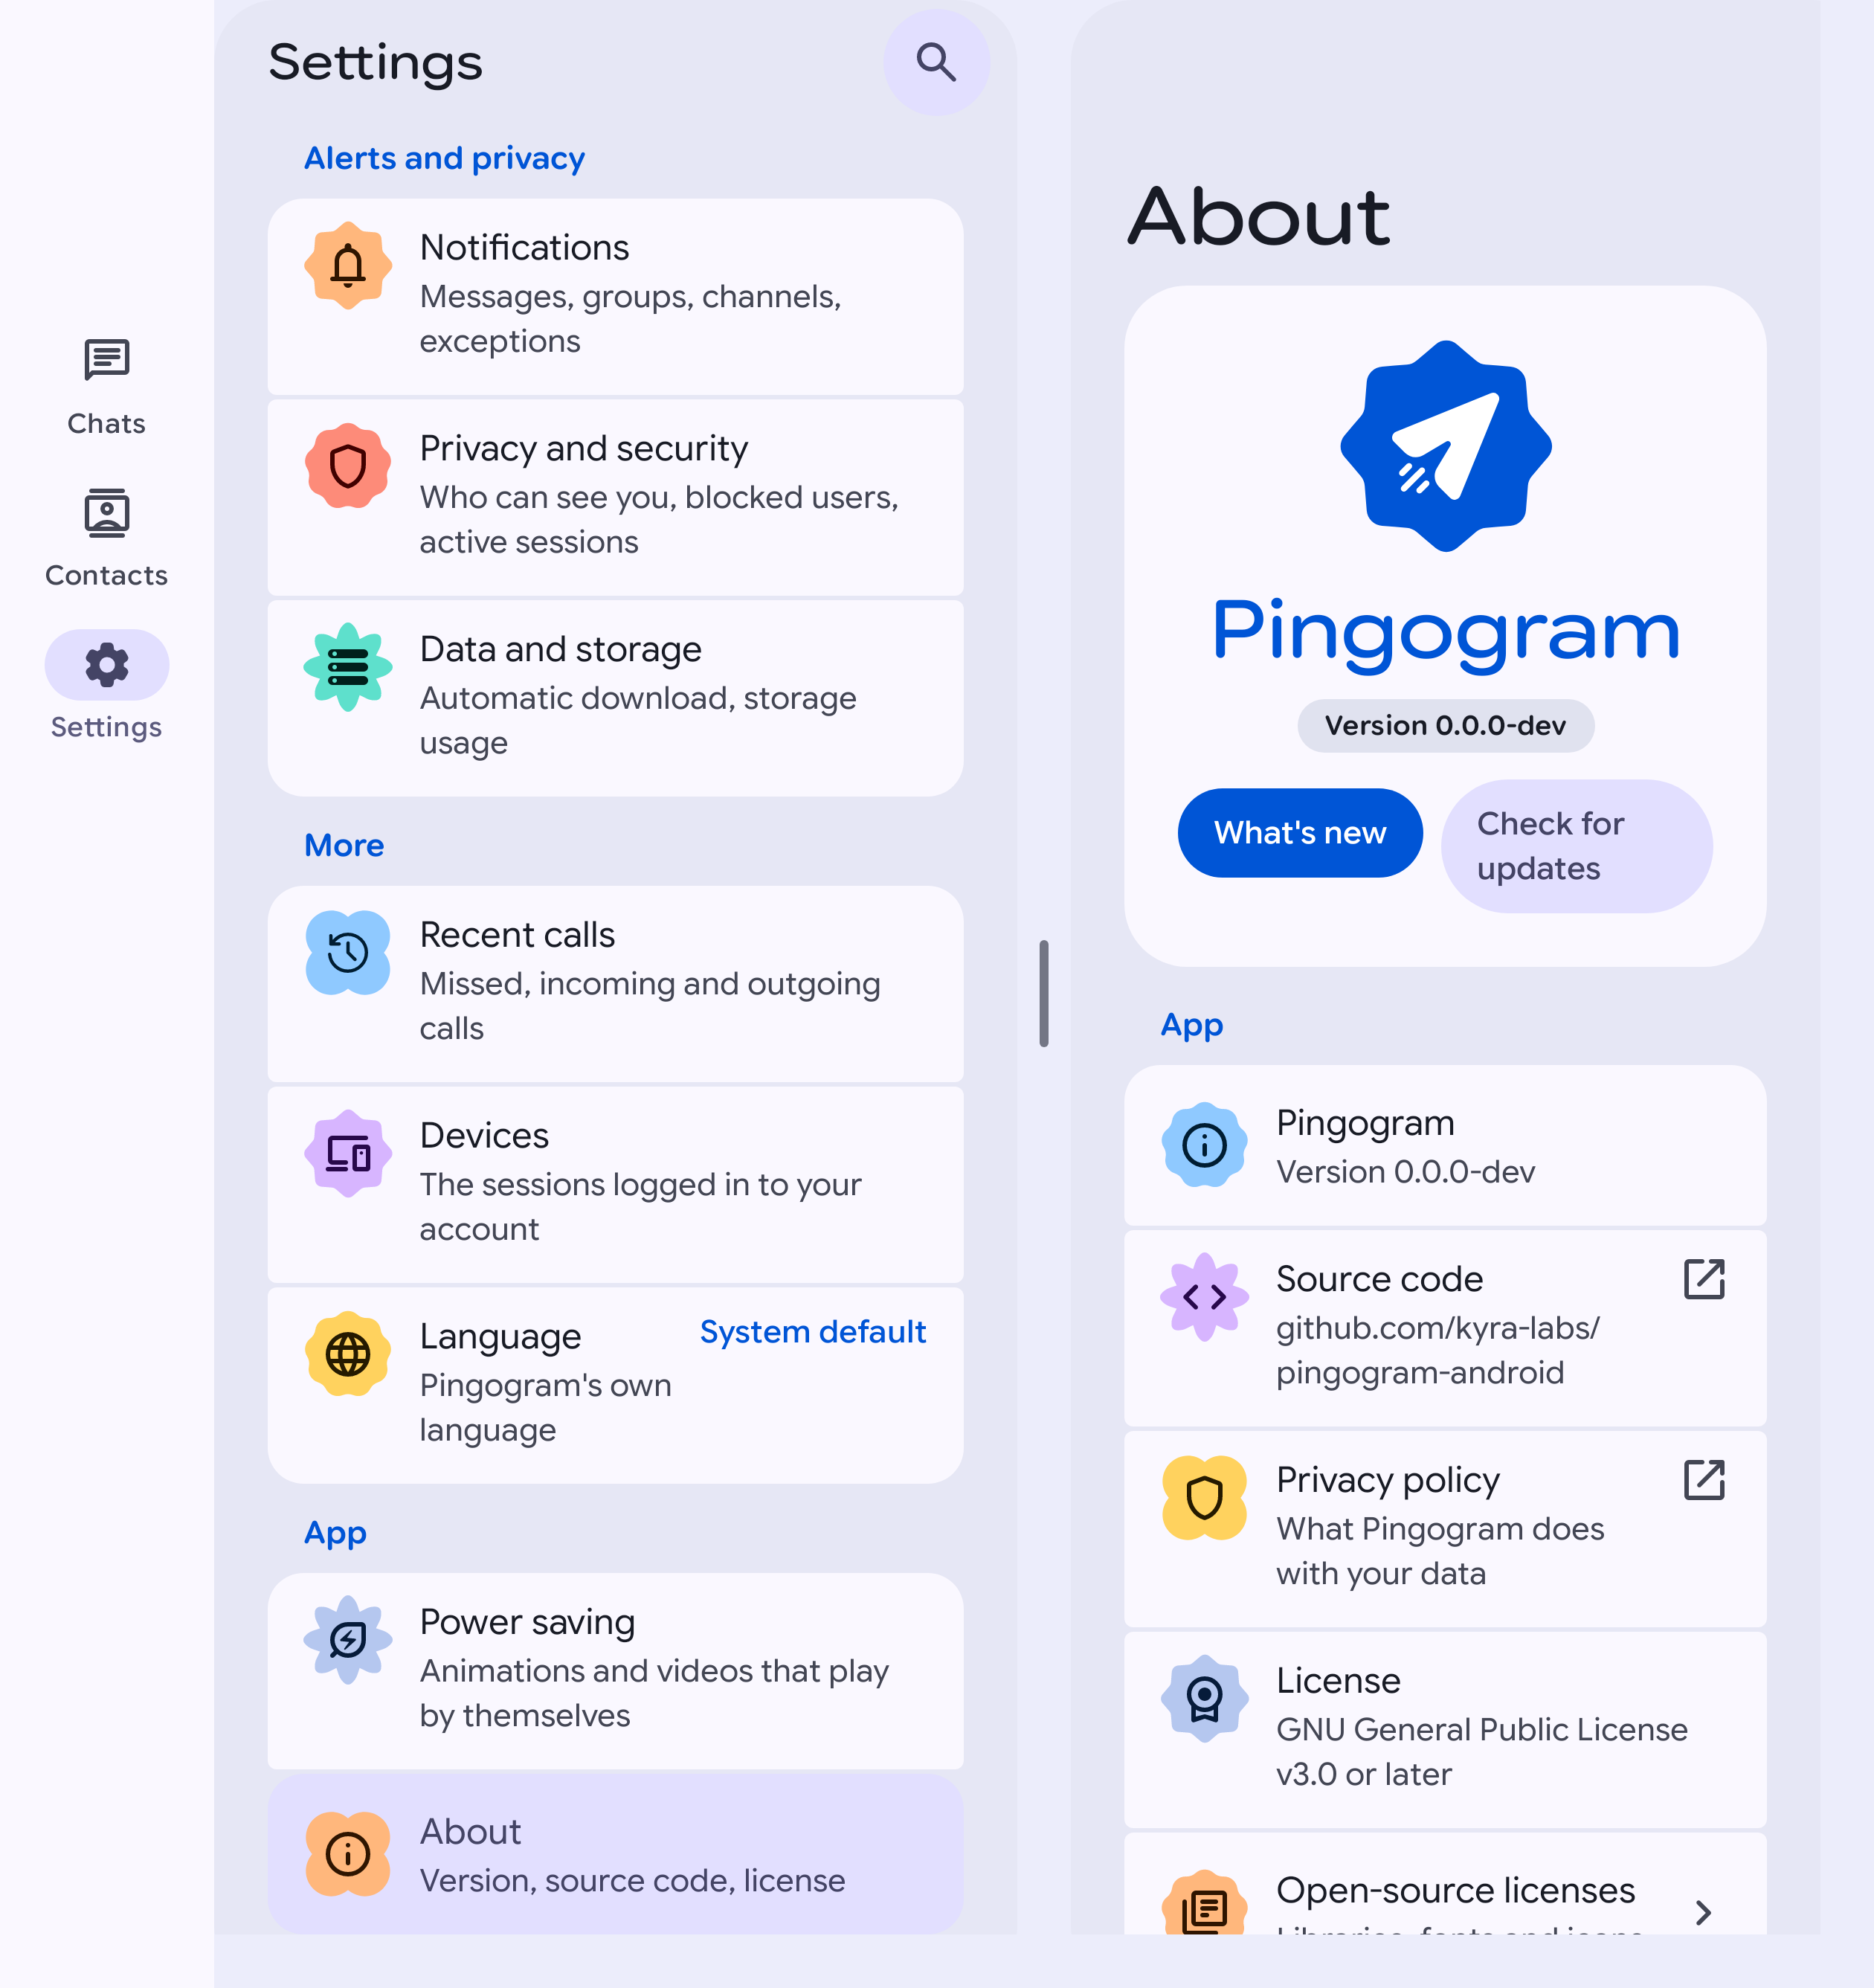 Chats
Contacts
Settings
Settings
Alerts and privacy
Notifications
Messages, groups, channels,
exceptions
Privacy and security
Who can see you, blocked users,
active sessions
Data and storage
Automatic download, storage
usage
More
Recent calls
Missed, incoming and outgoing
calls
Devices
The sessions logged in to your
account
Language
System default
Pingogram's own
language
App
Power saving
Animations and videos that play
by themselves
About
Version, source code, license
About
Pingogram
Version 0.0.0-dev
What's new
Check for
updates
App
Pingogram
Version 0.0.0-dev
Source code
github.com/kyra-labs/
pingogram-android
Privacy policy
What Pingogram does
with your data
License
GNU General Public License
v3.0 or later
Open-source licenses
Libraries, fonts and icons